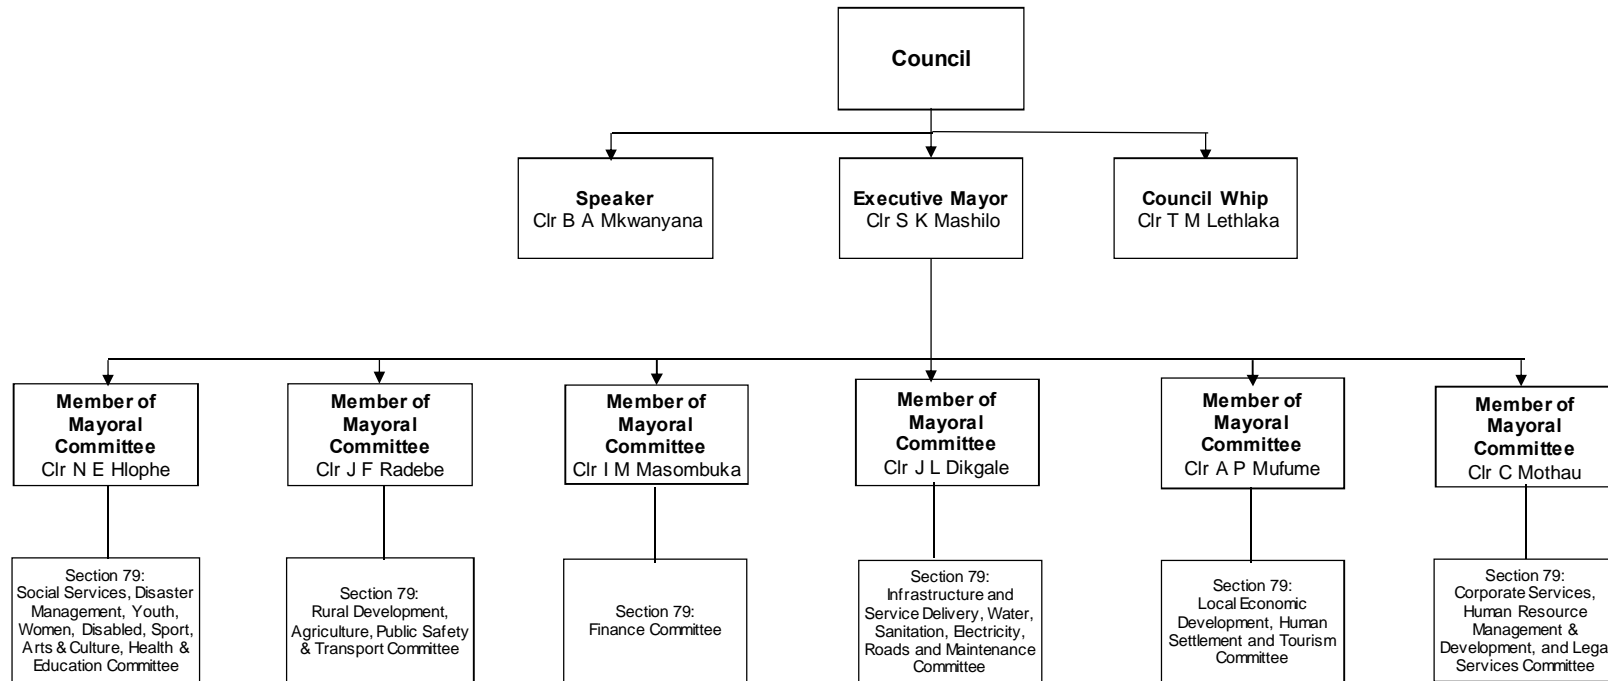 Council
Speaker
Clr B A Mkwanyana
Executive Mayor
Clr S K Mashilo
Council Whip
Clr T M Lethlaka
Member of
Mayoral
Committee
Clr N E Hlophe
Member of
Mayoral
Committee
Clr J F Radebe
Member of
Mayoral
Committee
Clr I M Masombuka
Member of
Mayoral
Committee
Clr J L Dikgale
Member of
Mayoral
Committee
Clr A P Mufume
Member of
Mayoral
Committee
Clr C Mothau
Section 79:
Social Services, Disaster
Management, Youth,
Women, Disabled, Sport,
Arts & Culture, Health &
Education Committee
Section 79:
Rural Development,
Agriculture, Public Safety
& Transport Committee
Section 79:
Finance Committee
Section 79:
Infrastructure and
Service Delivery, Water,
Sanitation, Electricity,
Roads and Maintenance
Committee
Section 79:
Local Economic
Development, Human
Settlement and Tourism
Committee
Section 79:
Corporate Services,
Human Resource
Management &
Development, and Legal
Services Committee